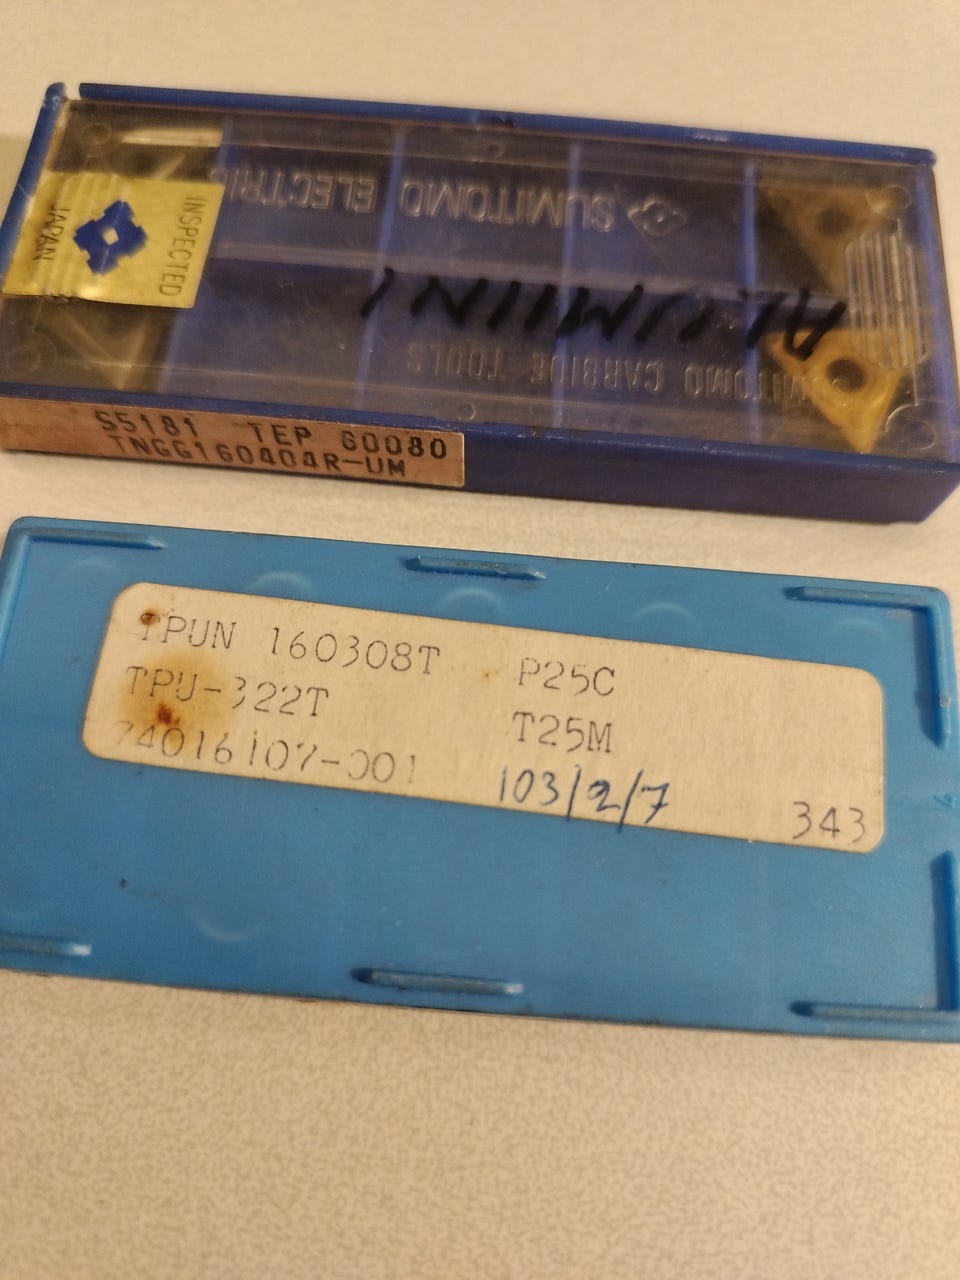 INSPECTED
JAPAN
SUMITOMO ELECTRIC
ALUMIINI
SUMITOMO CARBIDE TOOLS
S5181 TEP 60080
TNGG160404R-UM
TPUN 160308T P25C
TPU-322T T25M
74016107-001 103/2/7 343